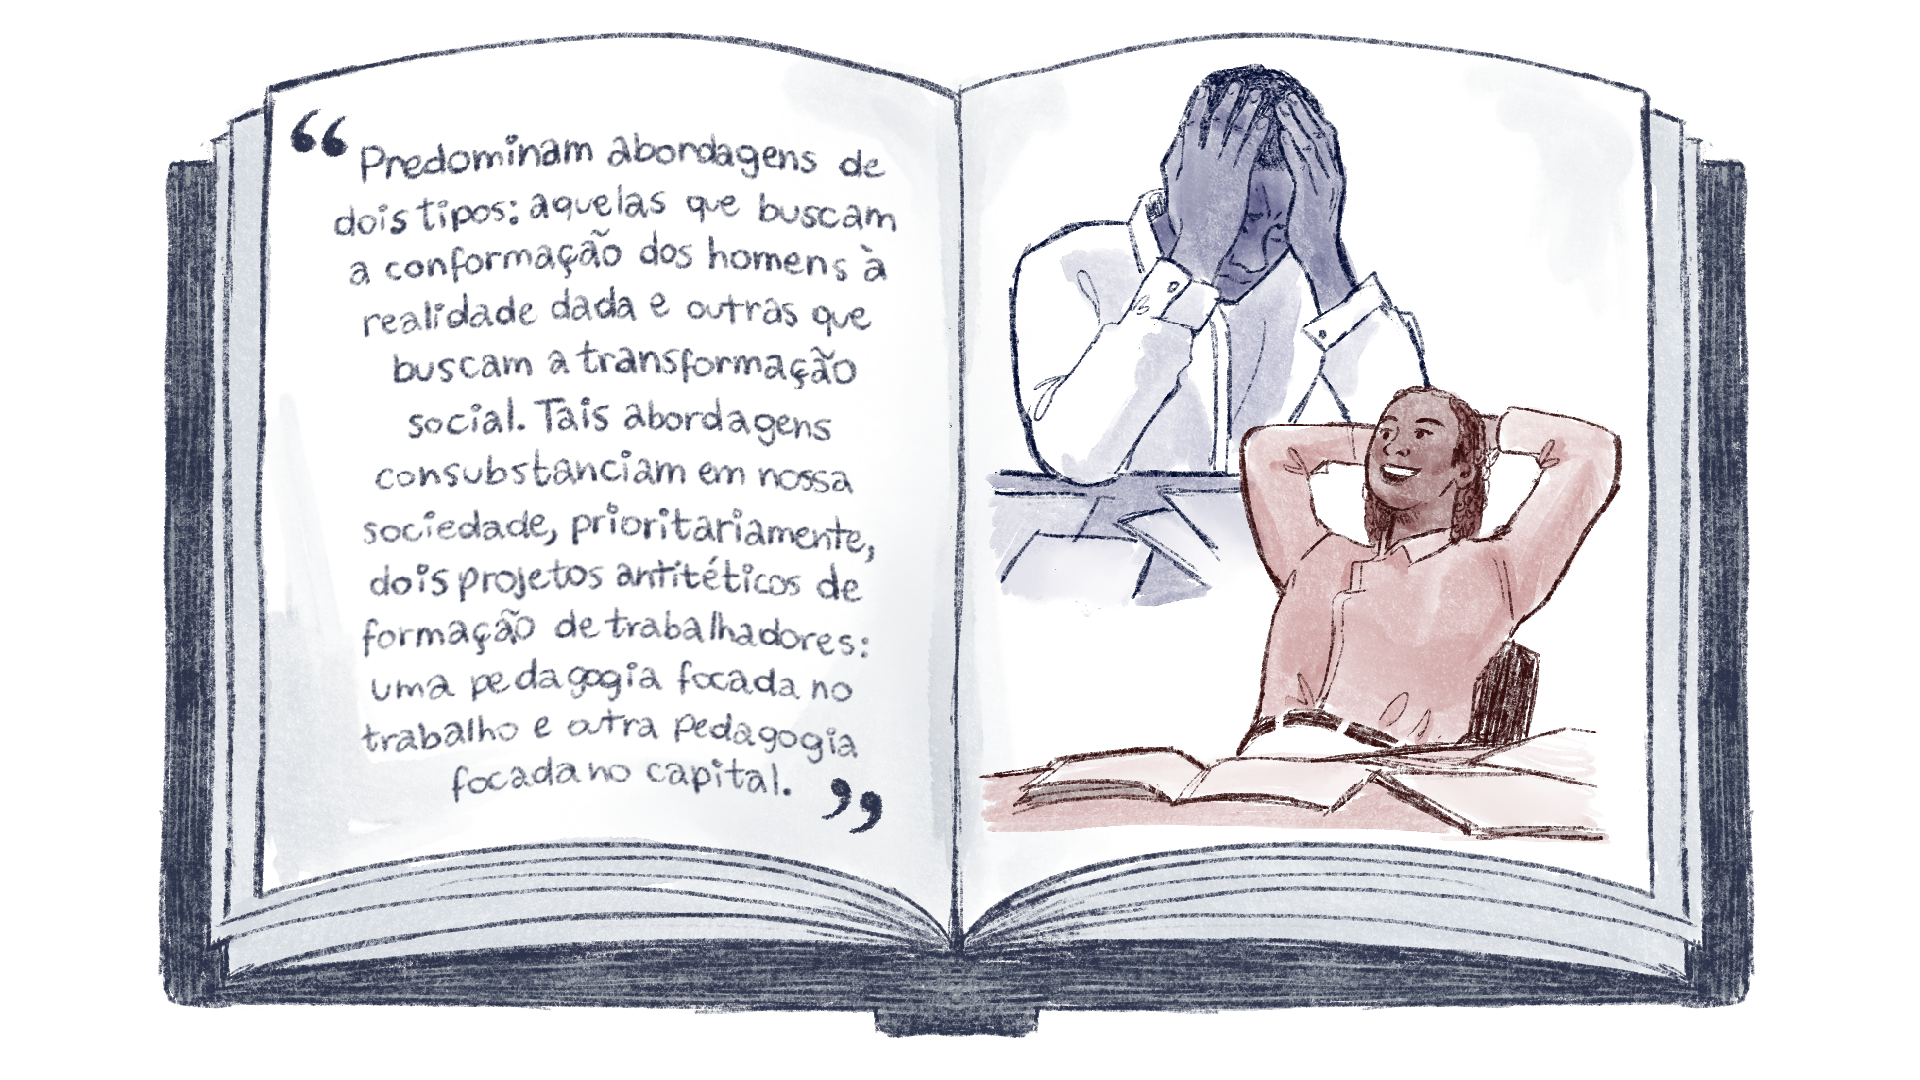 “ Predominam abordagens de
dois tipos: aquelas que buscam
a conformação dos homens à
realidade dada e outras que
buscam a transformação
social. Tais abordagens
consubstanciam em nossa
sociedade, prioritariamente,
dois projetos antitéticos de
formação de trabalhadores:
uma pedagogia focada no
trabalho e outra pedagogia
focada no capital. ”